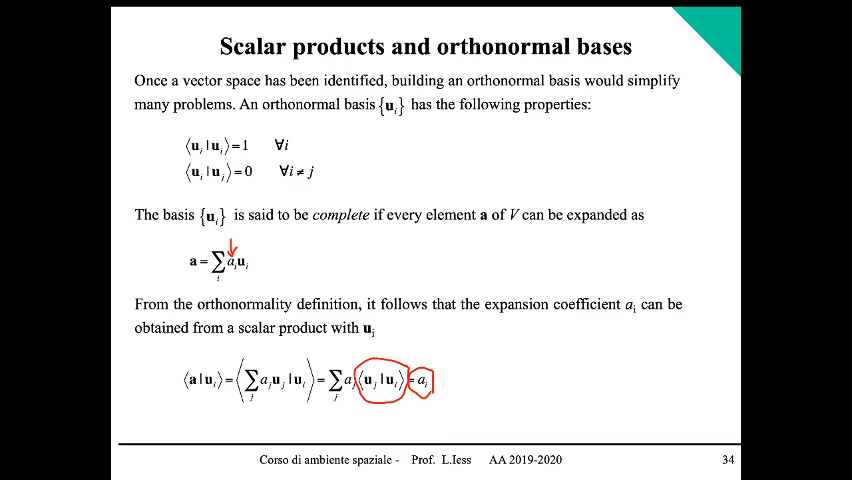 Scalar products and orthonormal bases
Once a vector space has been identified, building an orthonormal basis would simplify
many problems. An orthonormal basis {uᵢ} has the following properties:
⟨uᵢ | uᵢ⟩ = 1 ∀i
⟨uᵢ | uⱼ⟩ = 0 ∀i ≠ j
The basis {uᵢ} is said to be complete if every element a of V can be expanded as
a = ∑ᵢ aᵢuᵢ
From the orthonormality definition, it follows that the expansion coefficient aᵢ can be
obtained from a scalar product with uᵢ
⟨a | uᵢ⟩ = ⟨∑ⱼ aⱼuⱼ | uᵢ⟩ = ∑ⱼ aⱼ⟨uⱼ | uᵢ⟩ = aᵢ
Corso di ambiente spaziale - Prof. L.Iess AA 2019-2020 34